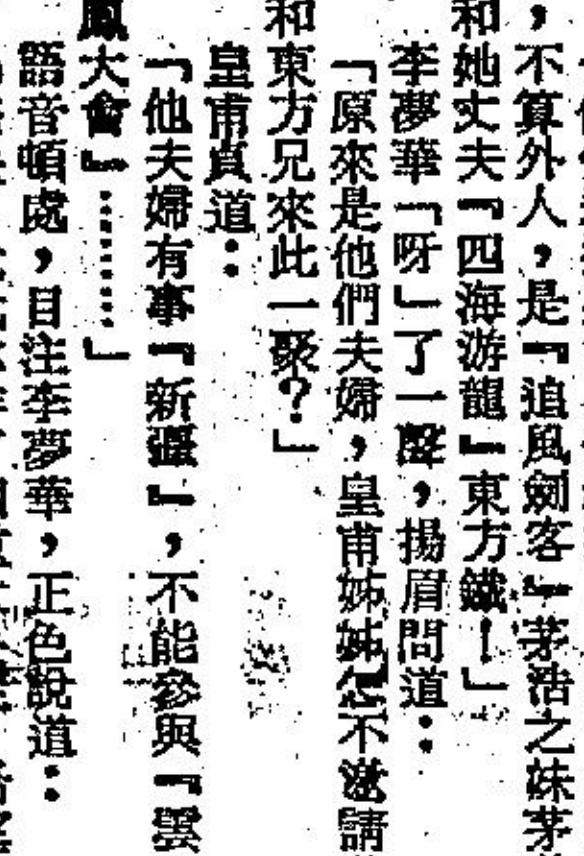 ，不算外人，是『追風劍客』茅浩之妹茅
和她丈夫『四海游龍』東方鐵！」
李夢華「呀」了一聲，揚眉問道：
「原來是他們夫婦，皇甫姊姊怎不邀請
和東方兄來此一聚？」
皇甫貞道：
「他夫婦有事『新疆』，不能參與『雲
鳳大會』………」
語音頓處，目注李夢華，正色說道：